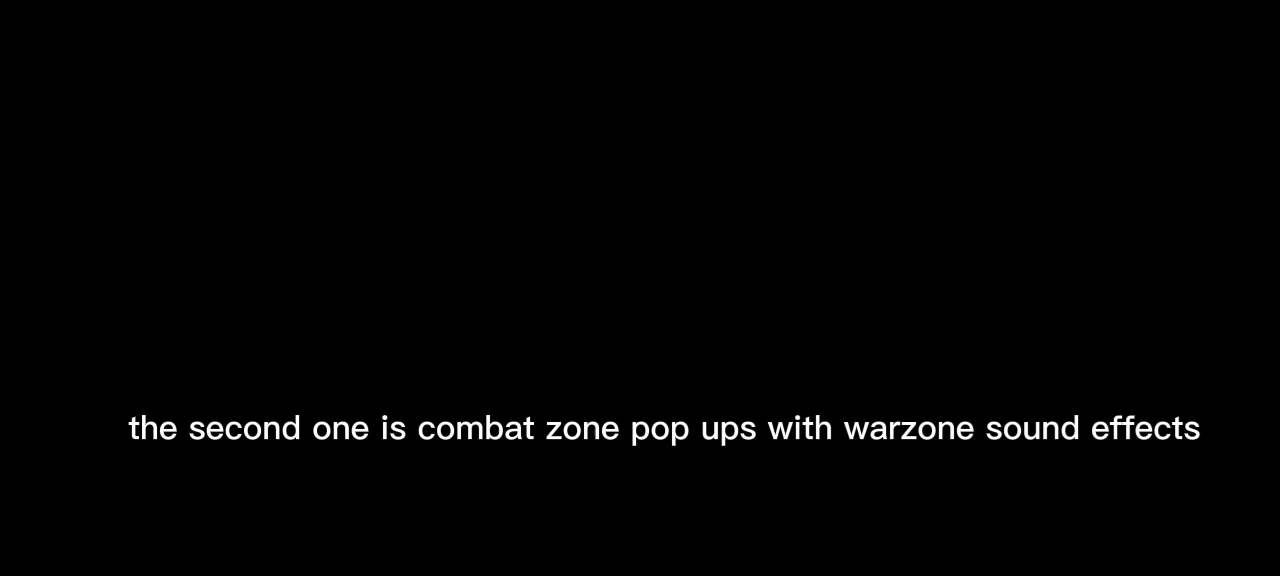 the second one is combat zone pop ups with warzone sound effects